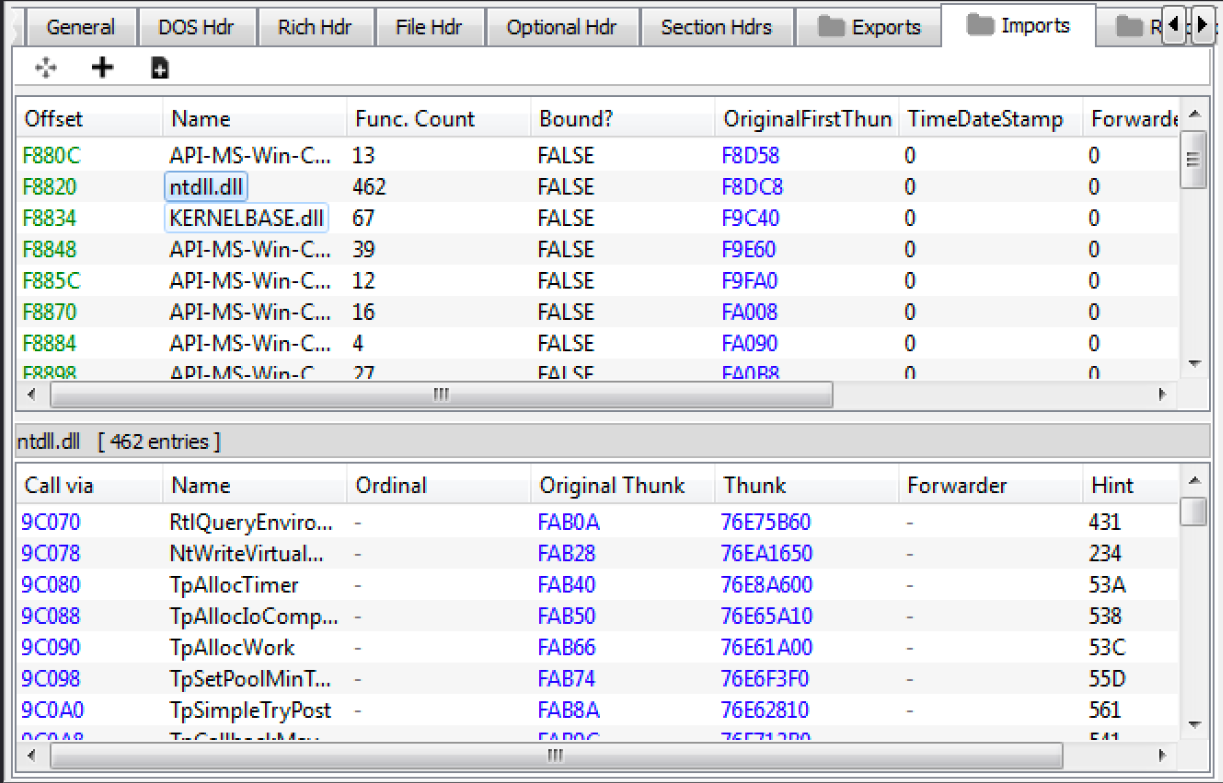 General DOS Hdr Rich Hdr File Hdr Optional Hdr Section Hdrs Exports Imports
Offset Name Func. Count Bound? OriginalFirstThun TimeDateStamp Forwarde
F880C API-MS-Win-C... 13 FALSE F8D58 0 0
F8820 ntdll.dll 462 FALSE F8DC8 0 0
F8834 KERNELBASE.dll 67 FALSE F9C40 0 0
F8848 API-MS-Win-C... 39 FALSE F9E60 0 0
F885C API-MS-Win-C... 12 FALSE F9FA0 0 0
F8870 API-MS-Win-C... 16 FALSE FA008 0 0
F8884 API-MS-Win-C... 4 FALSE FA090 0 0
F8898 API-MS-Win-C 27 FALSE FA0B8 0 0
ntdll.dll [ 462 entries ]
Call via Name Ordinal Original Thunk Thunk Forwarder Hint
9C070 RtlQueryEnviro... - FAB0A 76E75B60 - 431
9C078 NtWriteVirtual... - FAB28 76EA1650 - 234
9C080 TpAllocTimer - FAB40 76E8A600 - 53A
9C088 TpAllocIoComp... - FAB50 76E65A10 - 538
9C090 TpAllocWork - FAB66 76E61A00 - 53C
9C098 TpSetPoolMinT... - FAB74 76E6F3F0 - 55D
9C0A0 TpSimpleTryPost - FAB8A 76E62810 - 561
9C0A8 TpCallbackMay 541